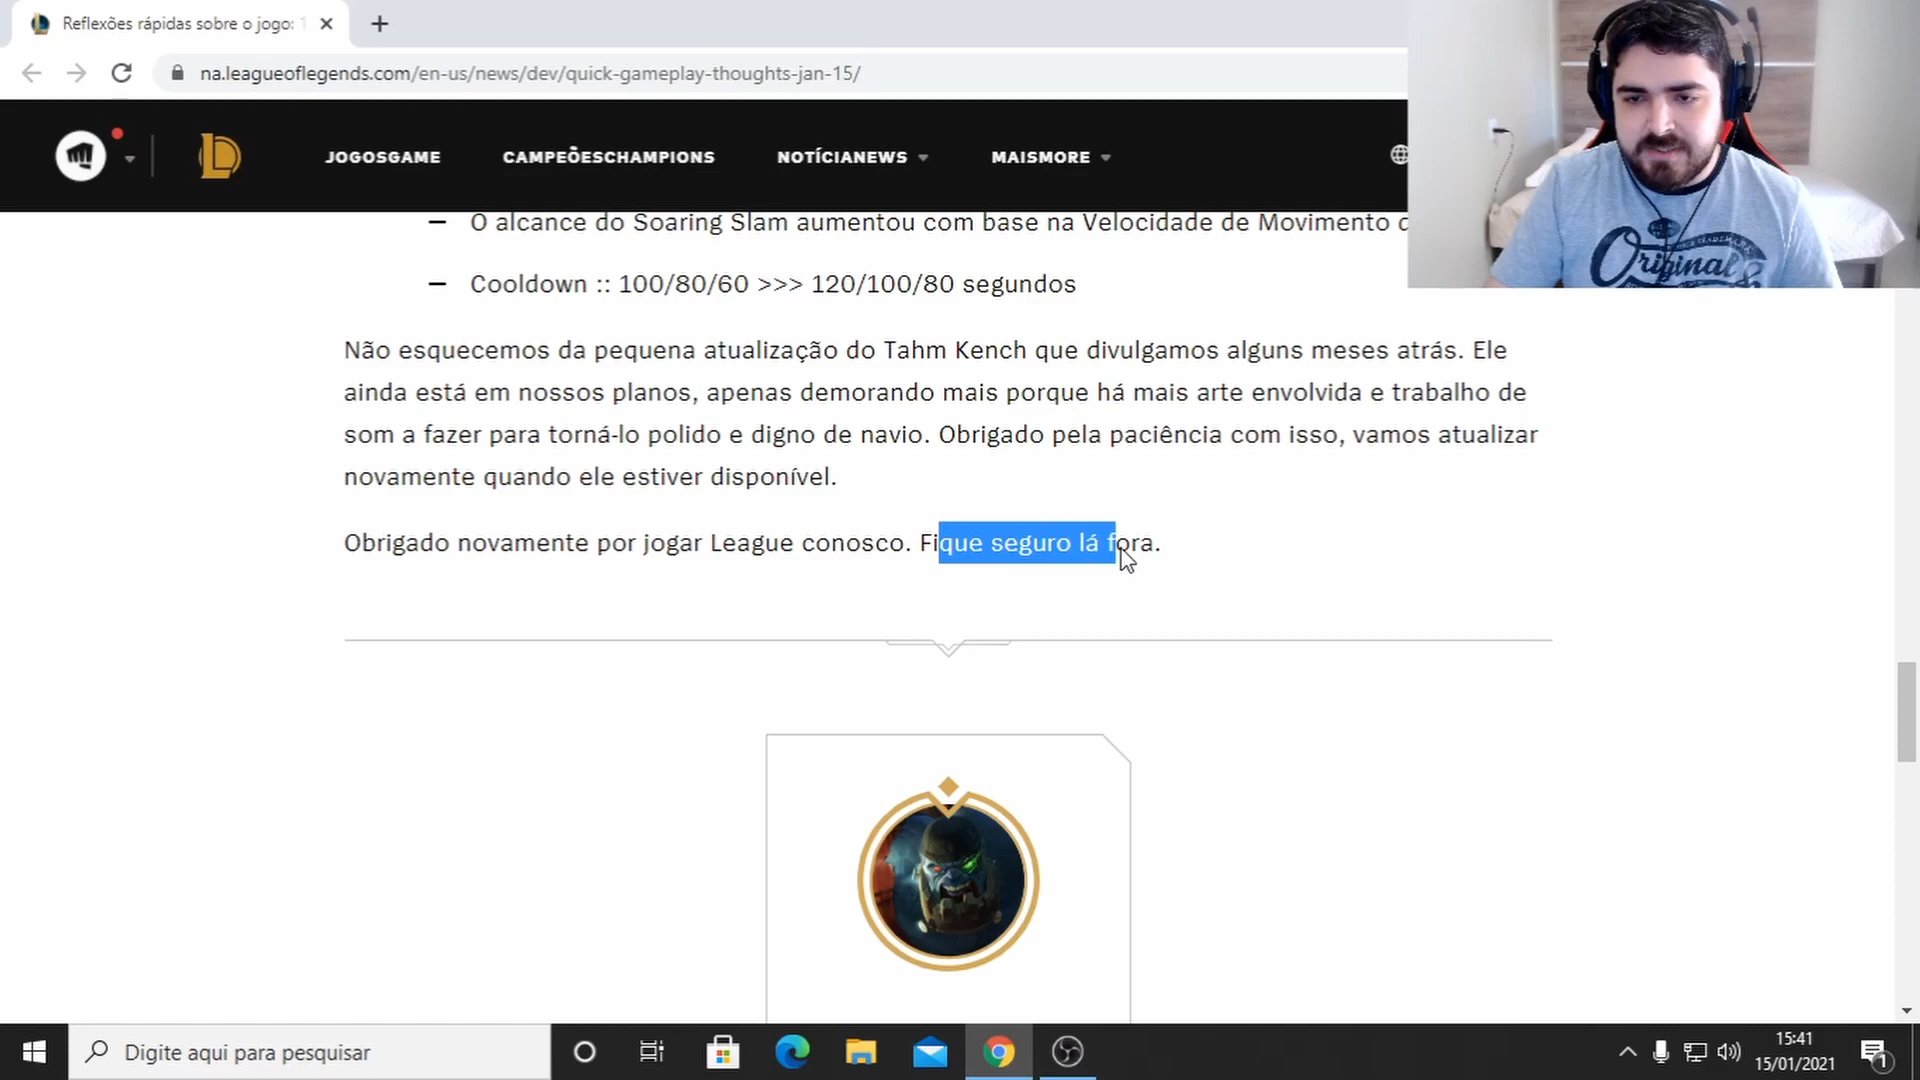 Reflexões rápidas sobre o jogo:
na.leagueoflegends.com/en-us/news/dev/quick-gameplay-thoughts-jan-15/
JOGOSGAME CAMPEÕESCHAMPIONS NOTÍCIANEWS MAISMORE
– O alcance do Soaring Slam aumentou com base na Velocidade de Movimento
– Cooldown :: 100/80/60 >>> 120/100/80 segundos
Não esquecemos da pequena atualização do Tahm Kench que divulgamos alguns meses atrás. Ele
ainda está em nossos planos, apenas demorando mais porque há mais arte envolvida e trabalho de
som a fazer para torná-lo polido e digno de navio. Obrigado pela paciência com isso, vamos atualizar
novamente quando ele estiver disponível.
Obrigado novamente por jogar League conosco. Fique seguro lá fora.
Original
Digite aqui para pesquisar
15:41
15/01/2021
1